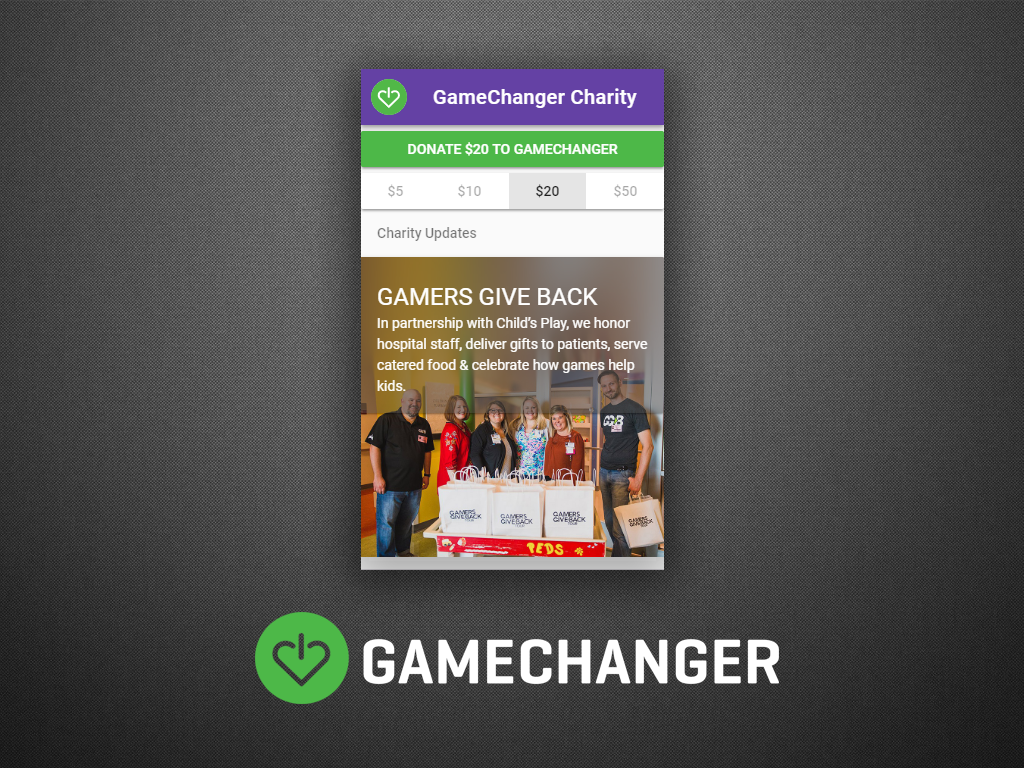 GameChanger Charity
DONATE $20 TO GAMECHANGER
$5 $10 $20 $50
Charity Updates
GAMERS GIVE BACK
In partnership with Child's Play, we honor
hospital staff, deliver gifts to patients, serve
catered food & celebrate how games help
kids.
GAMERS
GIVEBACK
GAMERS
GIVEBACK
GAMERS
GIVEBACK
GAMERS
GIVEBACK
PEDS
GAMECHANGER